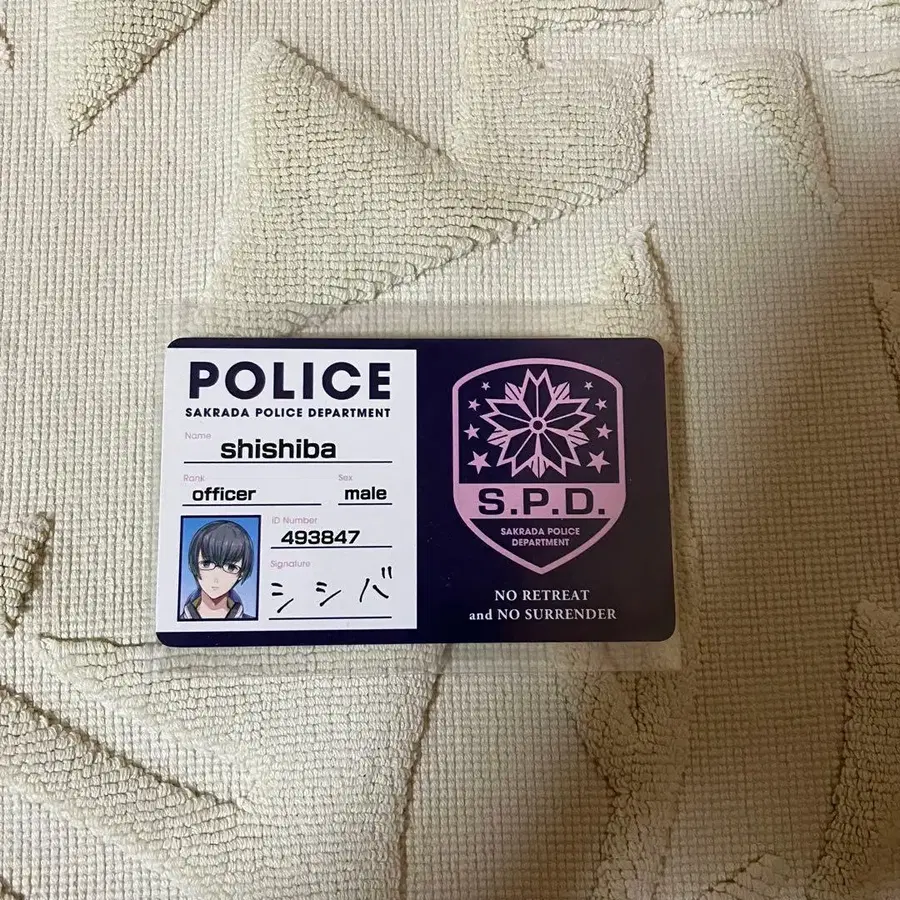 POLICE
SAKRADA POLICE DEPARTMENT
Name
shishiba
Rank Sex
officer male
ID Number
493847
Signature
シシバ
S.P.D.
SAKRADA POLICE
DEPARTMENT
NO RETREAT
and NO SURRENDER